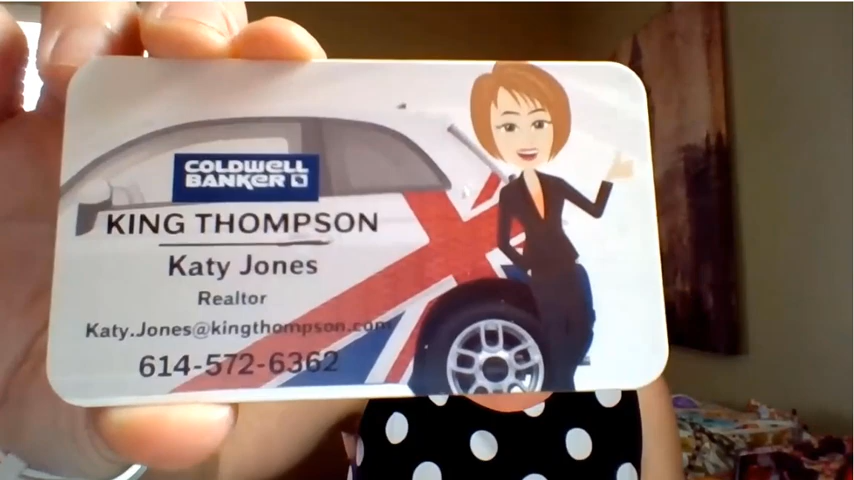 COLDWELL
BANKER
KING THOMPSON
Katy Jones
Realtor
Katy.Jones@kingthompson.com
614-572-6362